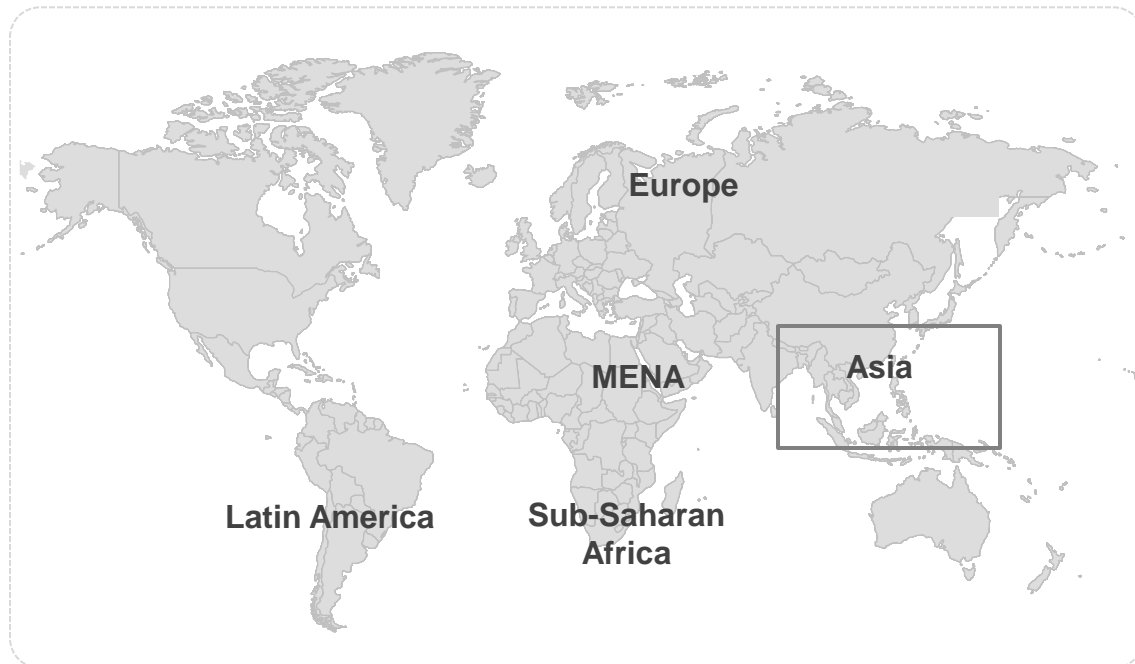 Europe
MENA
Asia
Latin America
Sub-Saharan
Africa